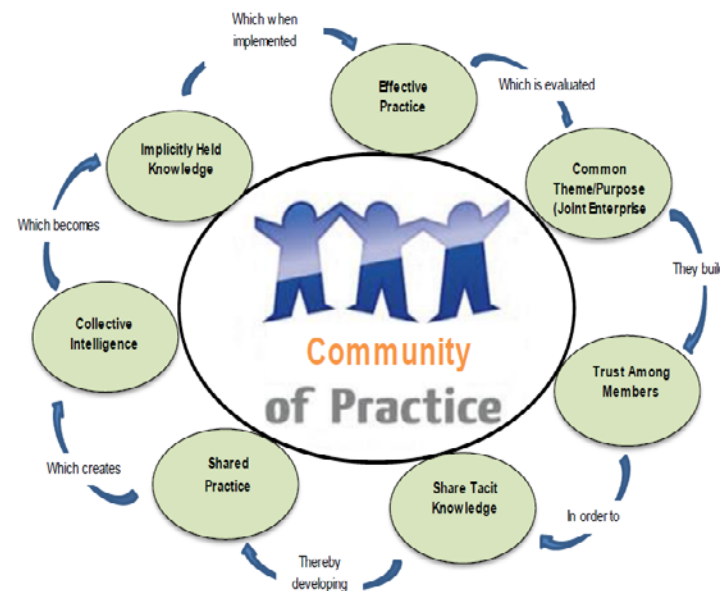 Which when
implemented
Effective
Practice
Which is evaluated
Common
Theme/Purpose
(Joint Enterprise
They build
Trust Among
Members
In order to
Share Tacit
Knowledge
Thereby
developing
Shared
Practice
Which creates
Collective
Intelligence
Which becomes
Implicitly Held
Knowledge
Community
of Practice